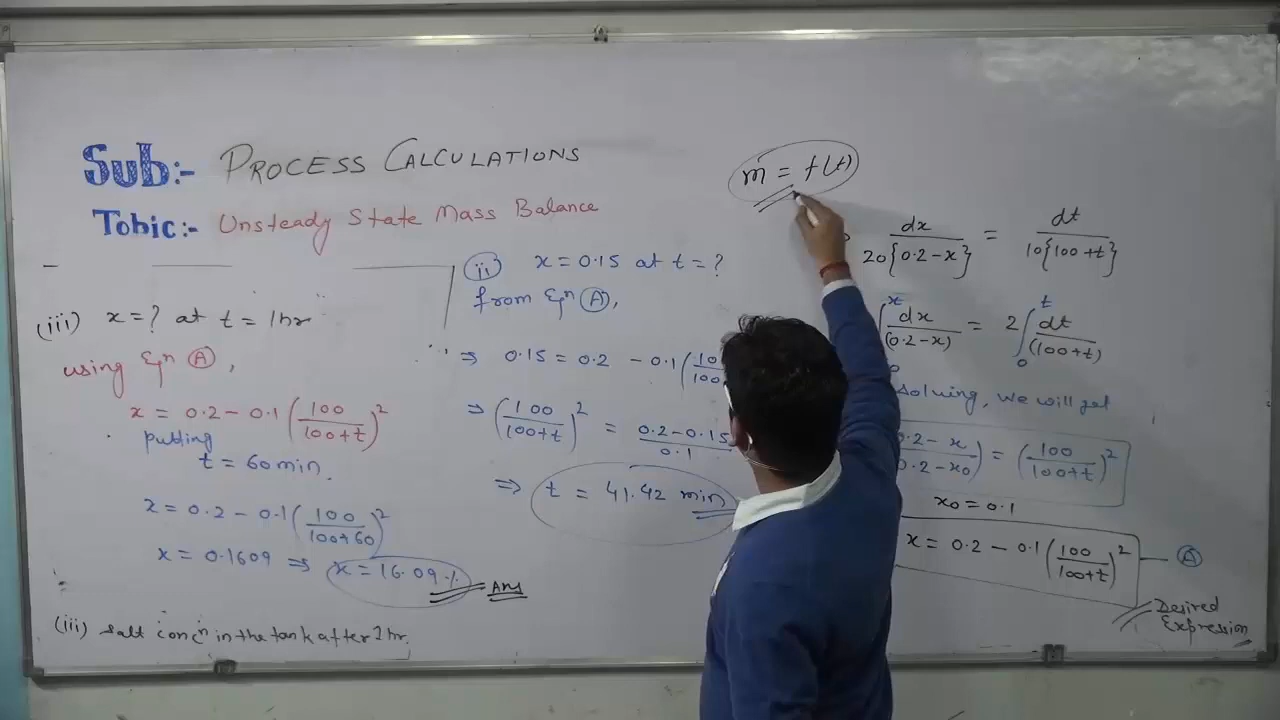 Sub:- PROCESS CALCULATIONS
Tobic:- Unsteady State Mass Balance
(iii) x = ? at t = 1hr
using Eqⁿ Ⓐ,
x = 0.2 - 0.1 (100/100+t)²
putting
t = 60 min.
x = 0.2 - 0.1 (100/100+60)²
x = 0.1609 ⇒ x = 16.09 % Ans
(iii) salt concⁿ in the tank after 1 hr.
(ii) x = 0.15 at t = ?
from Eqⁿ Ⓐ,
⇒ 0.15 = 0.2 - 0.1 (
⇒ (100/100+t)² = 0.2-0.15/0.1
⇒ t = 41.42 min
m = f(t)
dx/20{0.2-x} = dt/10{100+t}
∫ dx/(0.2-x) = 2 ∫₀ᵗ dt/(100+t)
solving, we will get
(0.2-x/0.2-x₀) = (100/100+t)²
x₀ = 0.1
x = 0.2 - 0.1 (100/100+t)² — Ⓐ
Desired
Expression